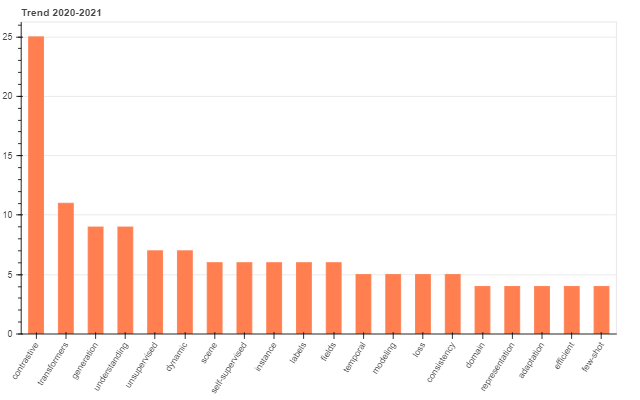 Trend 2020-2021
25
20
15
10
5
0
contrastive
transformers
generation
understanding
unsupervised
dynamic
scene
self-supervised
instance
labels
fields
temporal
modeling
loss
consistency
domain
representation
adaptation
efficient
few-shot